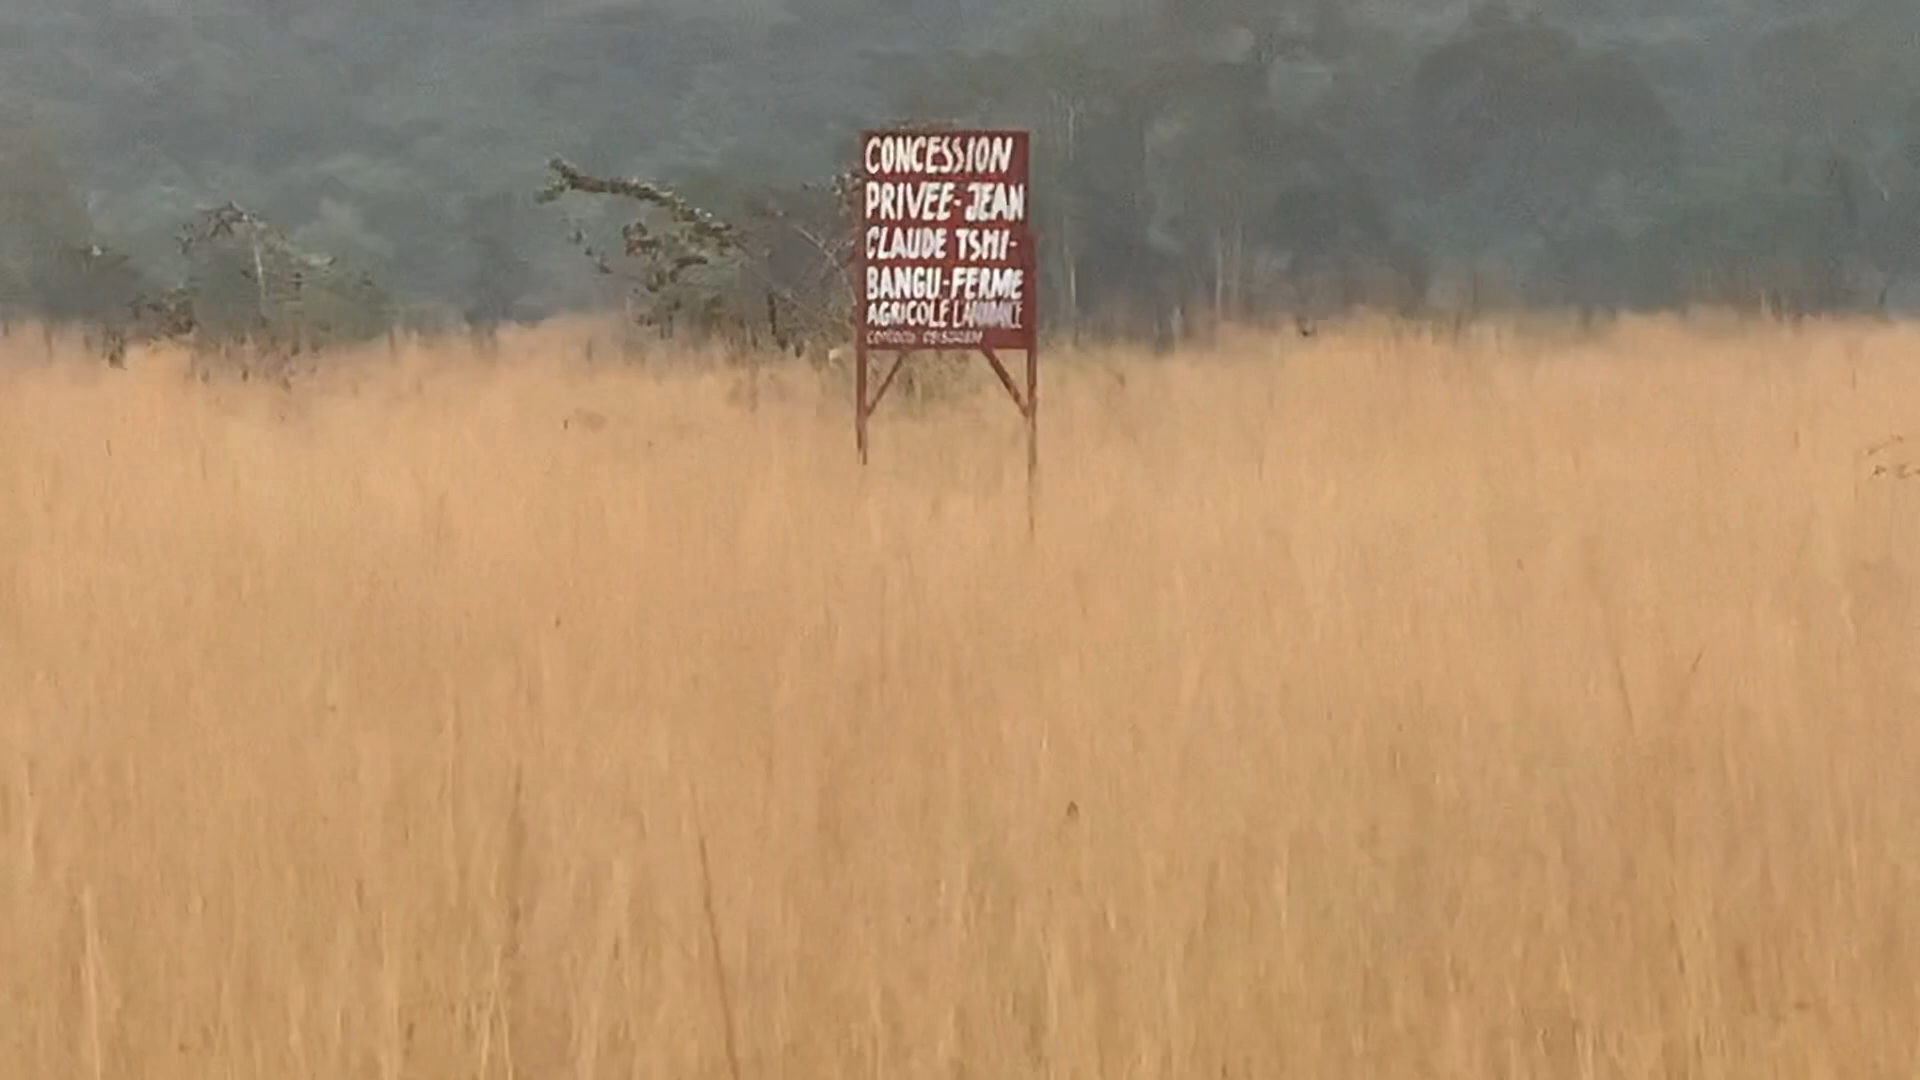 CONCESSION
PRIVEE-JEAN
CLAUDE TSHI-
BANGU-FERME
AGRICOLE